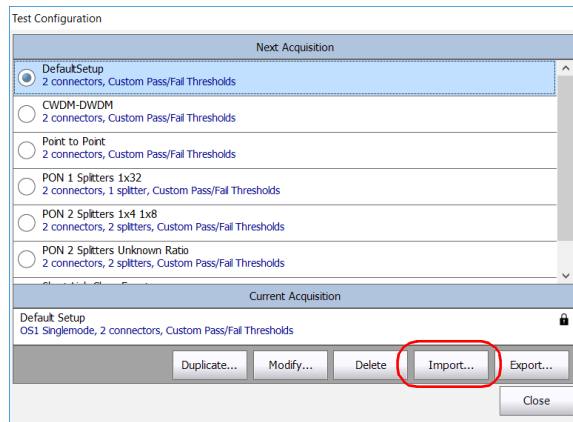 Test Configuration
Next Acquisition
DefaultSetup
2 connectors, Custom Pass/Fail Thresholds
CWDM-DWDM
2 connectors, Custom Pass/Fail Thresholds
Point to Point
2 connectors, Custom Pass/Fail Thresholds
PON 1 Splitters 1x32
2 connectors, 1 splitter, Custom Pass/Fail Thresholds
PON 2 Splitters 1x4 1x8
2 connectors, 2 splitters, Custom Pass/Fail Thresholds
PON 2 Splitters Unknown Ratio
2 connectors, 2 splitters, Custom Pass/Fail Thresholds
Current Acquisition
Default Setup
OS1 Singlemode, 2 connectors, Custom Pass/Fail Thresholds
Duplicate... Modify... Delete Import... Export...
Close